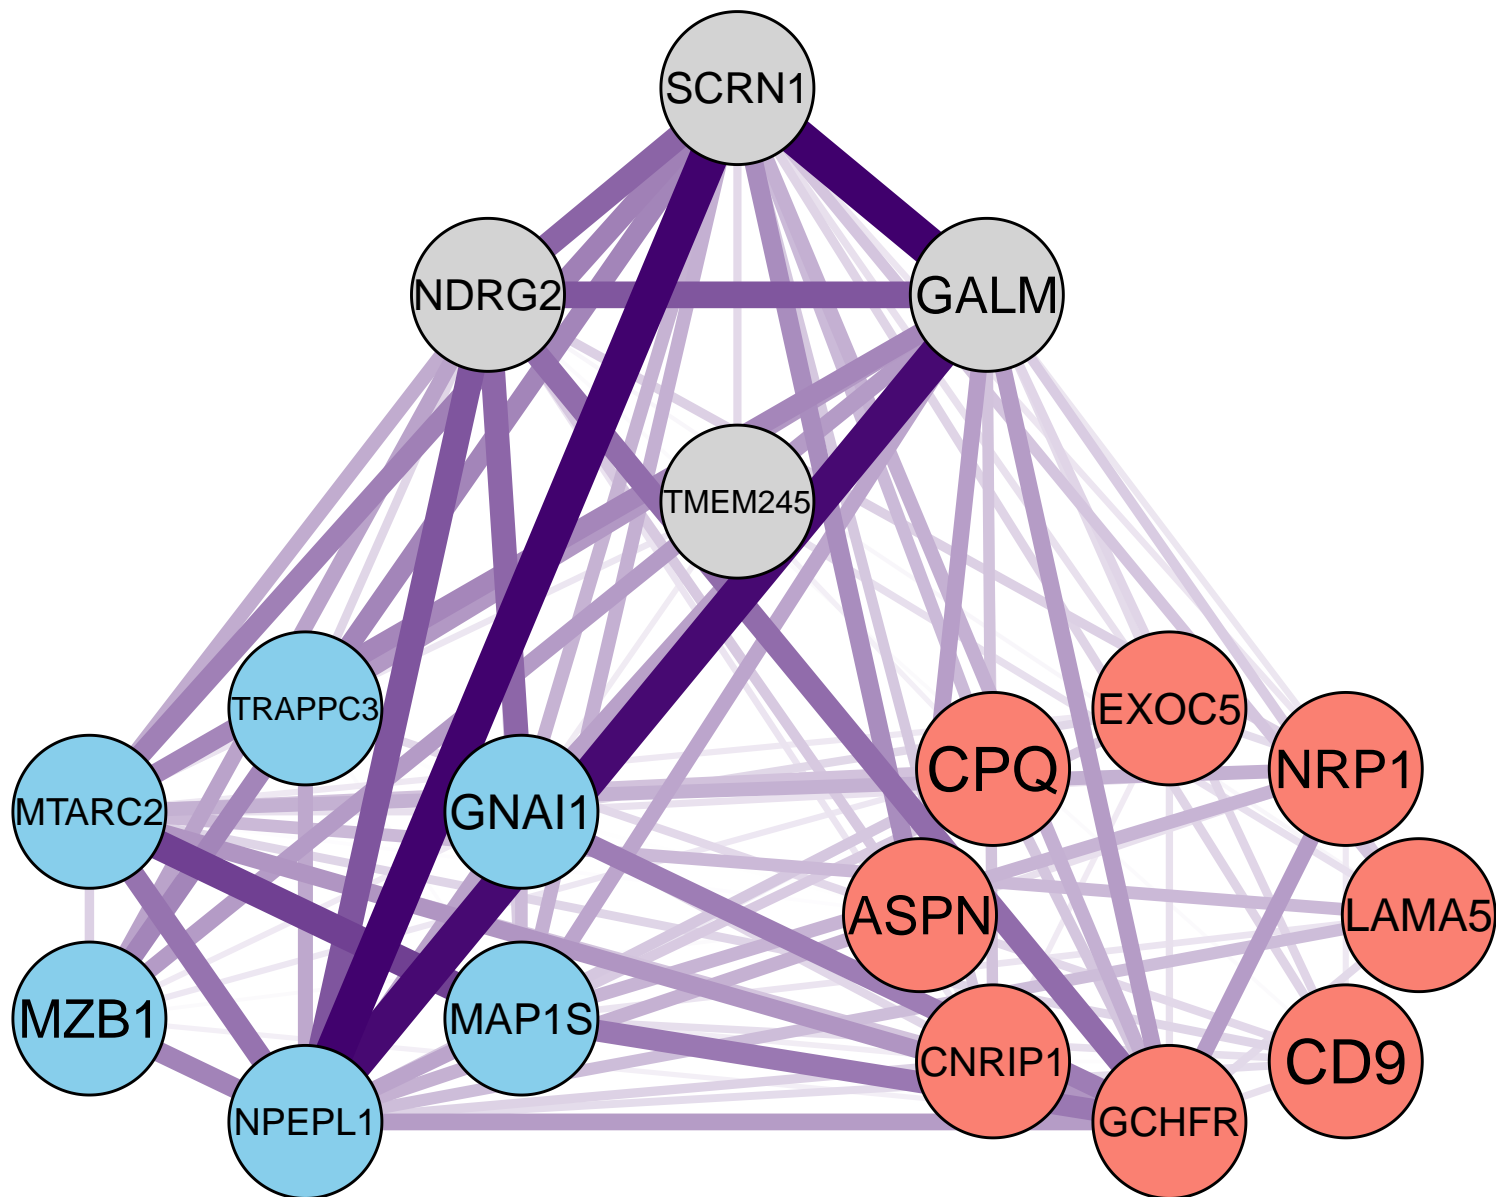 SCRN1
NDRG2
GALM
TMEM245
TRAPPC3
EXOC5
MTARC2
GNAI1
CPQ
NRP1
ASPN
LAMA5
MZB1
MAP1S
CNRIP1
CD9
NPEPL1
GCHFR